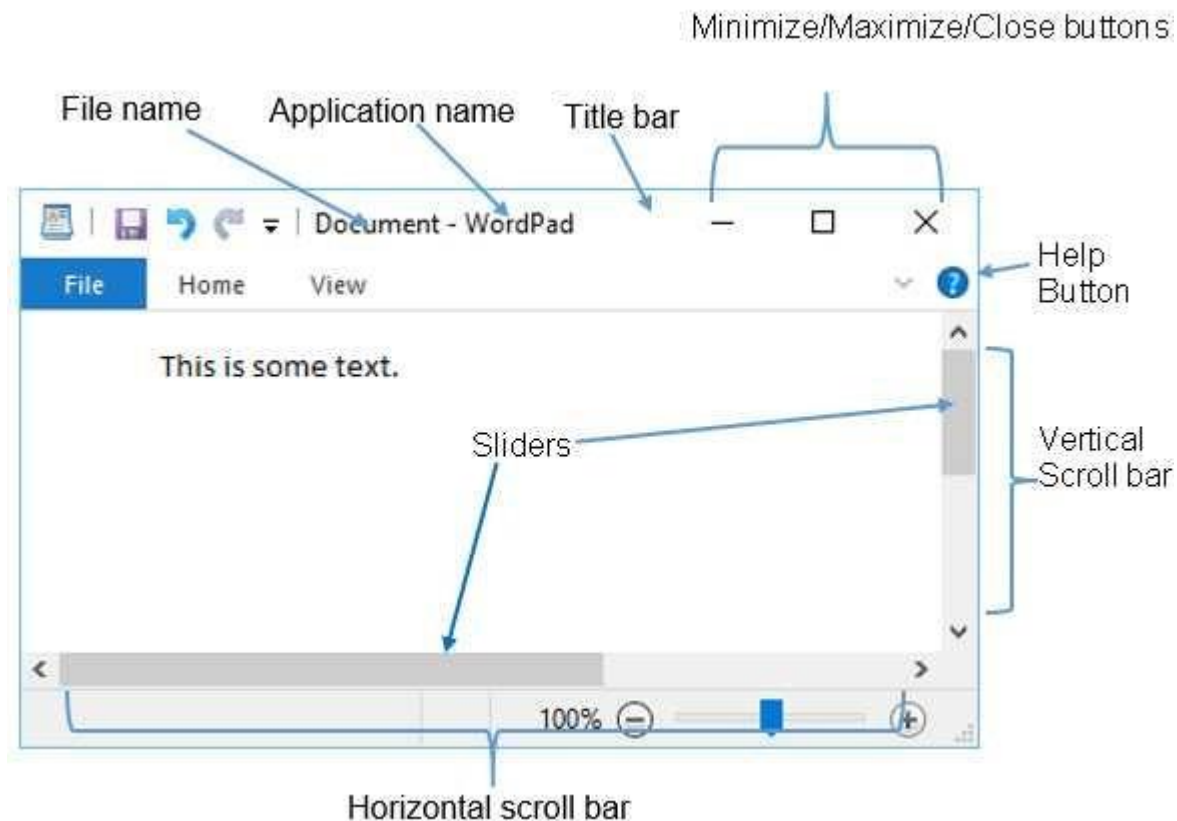 Minimize/Maximize/Close buttons
File name
Application name
Title bar
Document - WordPad
File Home View
?
Help
Button
This is some text.
Sliders
Vertical
Scroll bar
100%
Horizontal scroll bar